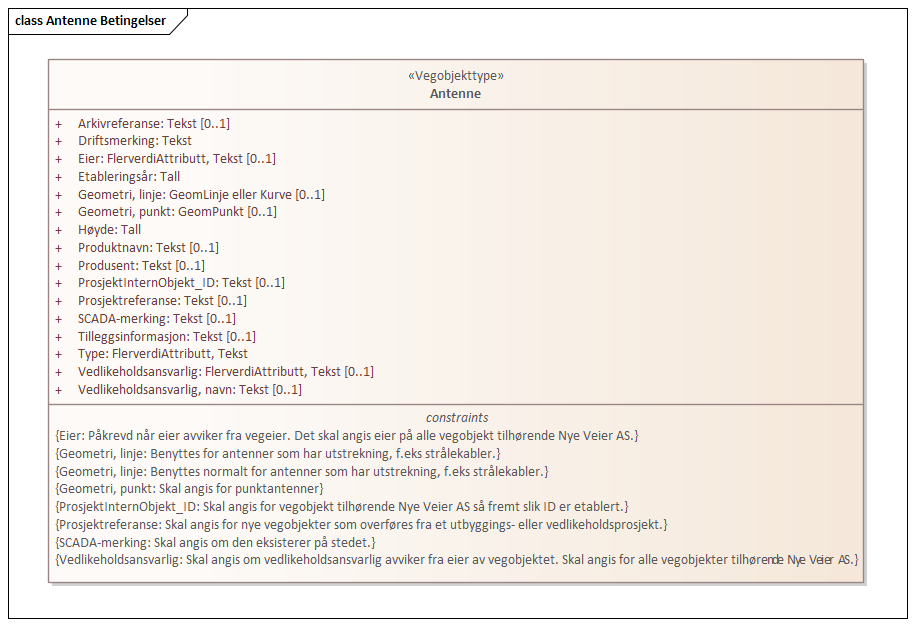 class Antenne Betingelser
«Vegobjekttype»
Antenne
+ Arkivreferanse: Tekst [0..1]
+ Driftsmerking: Tekst
+ Eier: FlerverdiAttributt, Tekst [0..1]
+ Etableringsår: Tall
+ Geometri, linje: GeomLinje eller Kurve [0..1]
+ Geometri, punkt: GeomPunkt [0..1]
+ Høyde: Tall
+ Produktnavn: Tekst [0..1]
+ Produsent: Tekst [0..1]
+ ProsjektInternObjekt_ID: Tekst [0..1]
+ Prosjektreferanse: Tekst [0..1]
+ SCADA-merking: Tekst [0..1]
+ Tilleggsinformasjon: Tekst [0..1]
+ Type: FlerverdiAttributt, Tekst
+ Vedlikeholdsansvarlig: FlerverdiAttributt, Tekst [0..1]
+ Vedlikeholdsansvarlig, navn: Tekst [0..1]
constraints
{Eier: Påkrevd når eier avviker fra vegeier. Det skal angis eier på alle vegobjekt tilhørende Nye Veier AS.}
{Geometri, linje: Benyttes for antenner som har utstrekning, f.eks strålekabler.}
{Geometri, linje: Benyttes normalt for antenner som har utstrekning, f.eks strålekabler.}
{Geometri, punkt: Skal angis for punktantenner}
{ProsjektInternObjekt_ID: Skal angis for vegobjekt tilhørende Nye Veier AS så fremt slik ID er etablert.}
{Prosjektreferanse: Skal angis for nye vegobjekter som overføres fra et utbyggings- eller vedlikeholdsprosjekt.}
{SCADA-merking: Skal angis om den eksisterer på stedet.}
{Vedlikeholdsansvarlig: Skal angis om vedlikeholdsansvarlig avviker fra eier av vegobjektet. Skal angis for alle vegobjekter tilhørende Nye Veier AS.}